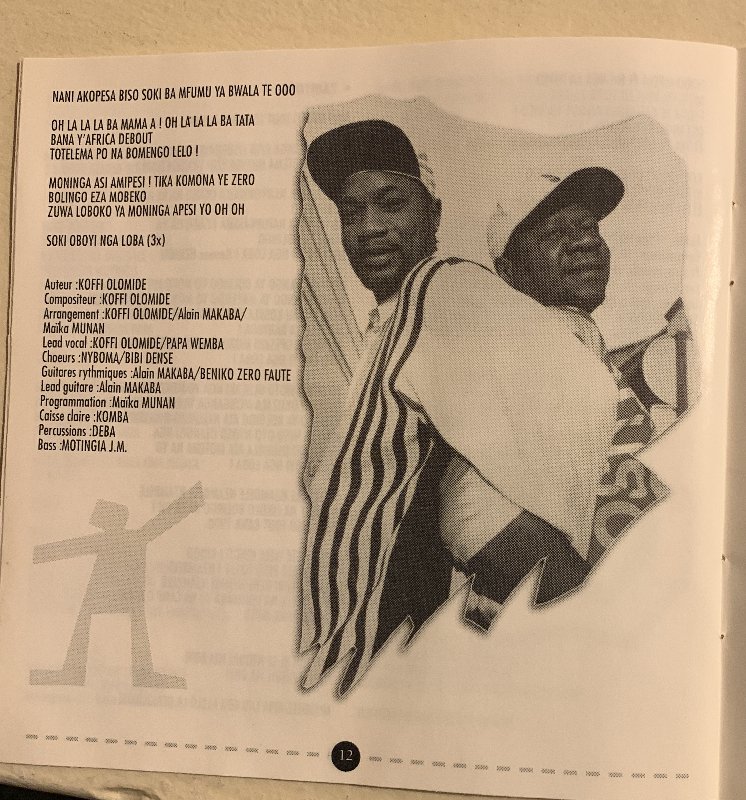 NANI AKOPESA BISO SOKI BA MFUMU YA BWALA TE OOO
OH LA LA LA BA MAMA A ! OH LA LA LA BA TATA
BANA Y'AFRICA DEBOUT
TOTELEMA PO NA BOMENGO LELO !
MONINGA ASI AMIPESI ! TIKA KOMONA YE ZERO
BOLINGO EZA MOBEKO
ZUWA LOBOKO YA MONINGA APESI YO OH OH
SOKI OBOYI NGA LOBA (3x)
Auteur :KOFFI OLOMIDE
Compositeur :KOFFI OLOMIDE
Arrangement :KOFFI OLOMIDE/Alain MAKABA/
Maïka MUNAN
Lead vocal :KOFFI OLOMIDE/PAPA WEMBA
Choeurs :NYBOMA/BIBI DENSE
Guitares rythmiques :Alain MAKABA/BENIKO ZERO FAUTE
Lead guitare :Alain MAKABA
Programmation :Maïka MUNAN
Caisse claire :KOMBA
Percussions :DEBA
Bass :MOTINGIA J.M.
12